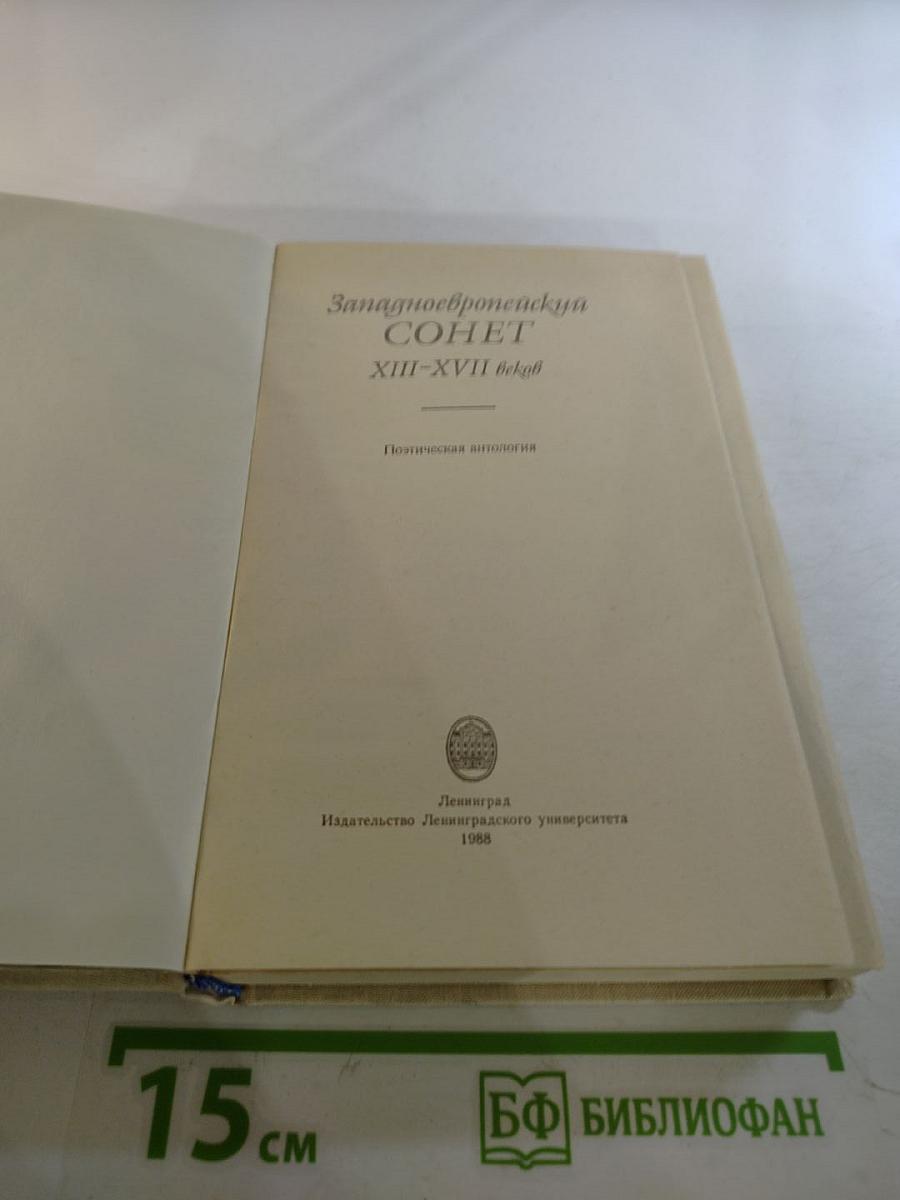 Западноевропейский
СОНЕТ
XIII–XVII веков
Поэтическая антология
Ленинград
Издательство Ленинградского университета
1988
15 см
БФ БИБЛИОФАН